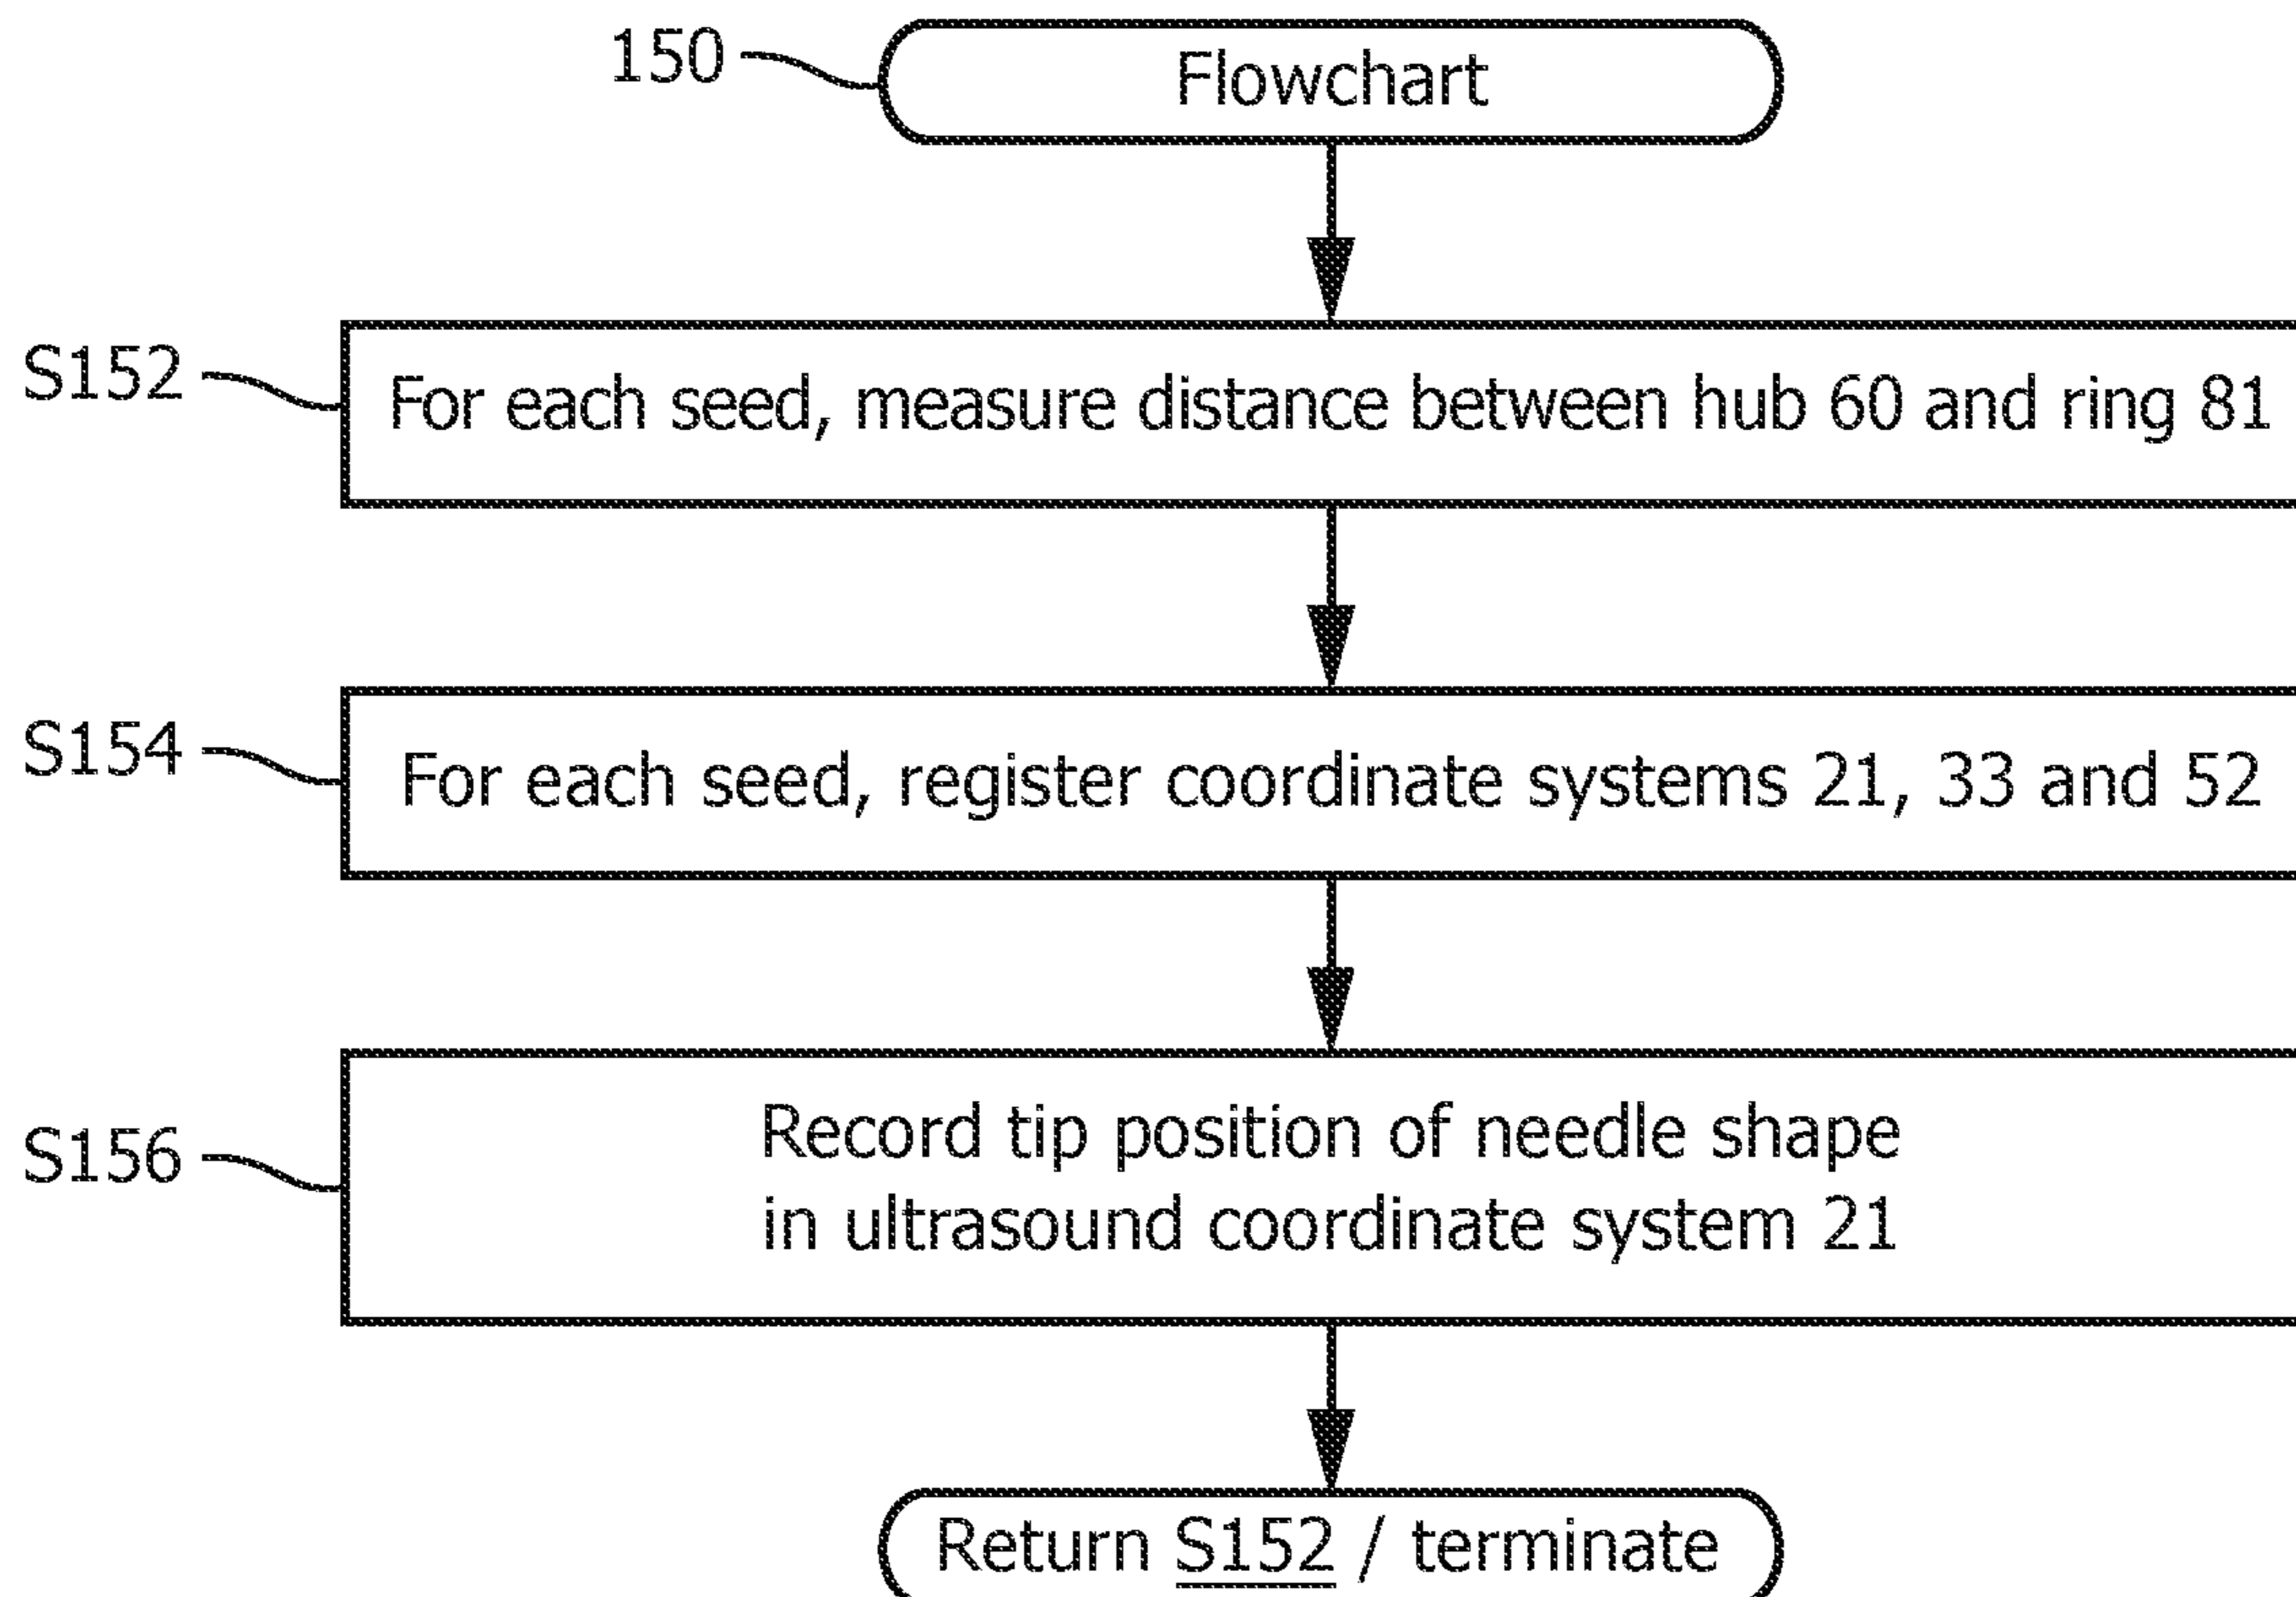 150
Flowchart
S152
For each seed, measure distance between hub 60 and ring 81
S154
For each seed, register coordinate systems 21, 33 and 52
S156
Record tip position of needle shape
in ultrasound coordinate system 21
Return S152 / terminate